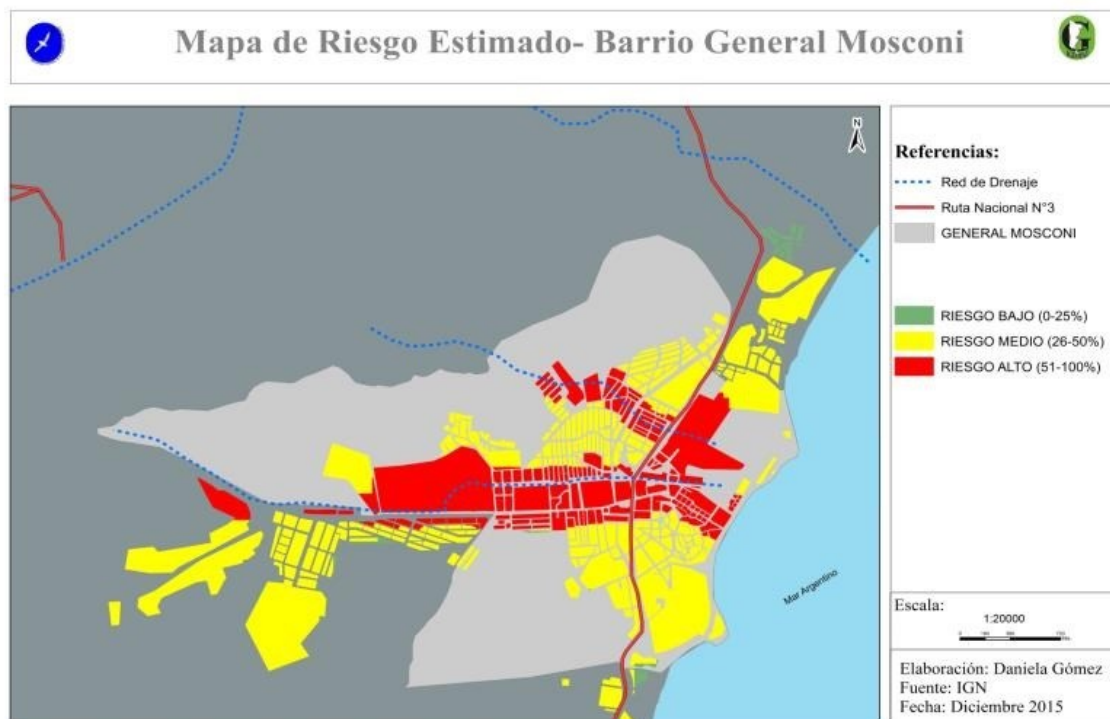 Mapa de Riesgo Estimado- Barrio General Mosconi
N
Referencias:
Red de Drenaje
Ruta Nacional N°3
GENERAL MOSCONI
RIESGO BAJO (0-25%)
RIESGO MEDIO (26-50%)
RIESGO ALTO (51-100%)
Mar Argentino
Escala:
1:20000
Elaboración: Daniela Gómez
Fuente: IGN
Fecha: Diciembre 2015